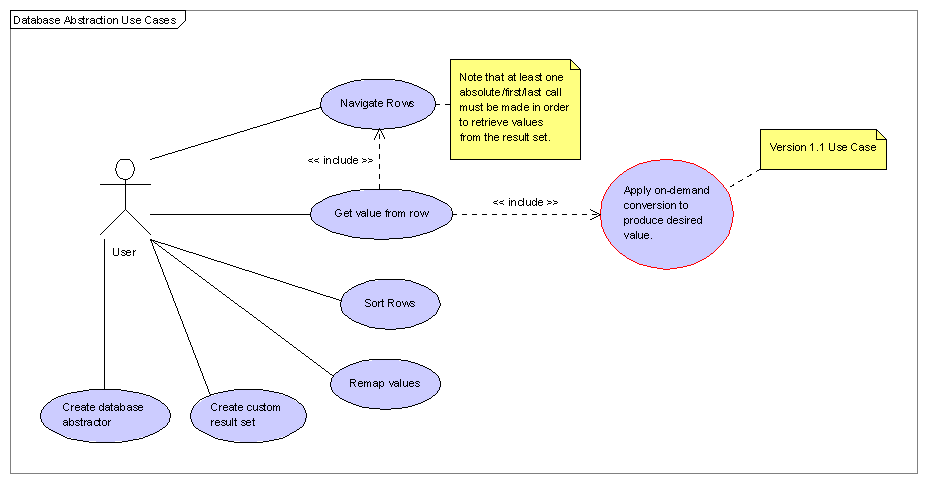 Database Abstraction Use Cases
Navigate Rows
Note that at least one
absolute/first/last call
must be made in order
to retrieve values
from the result set.
Version 1.1 Use Case
<< include >>
Apply on-demand
conversion to
produce desired
value.
<< include >>
Get value from row
User
Sort Rows
Remap values
Create database
abstractor
Create custom
result set